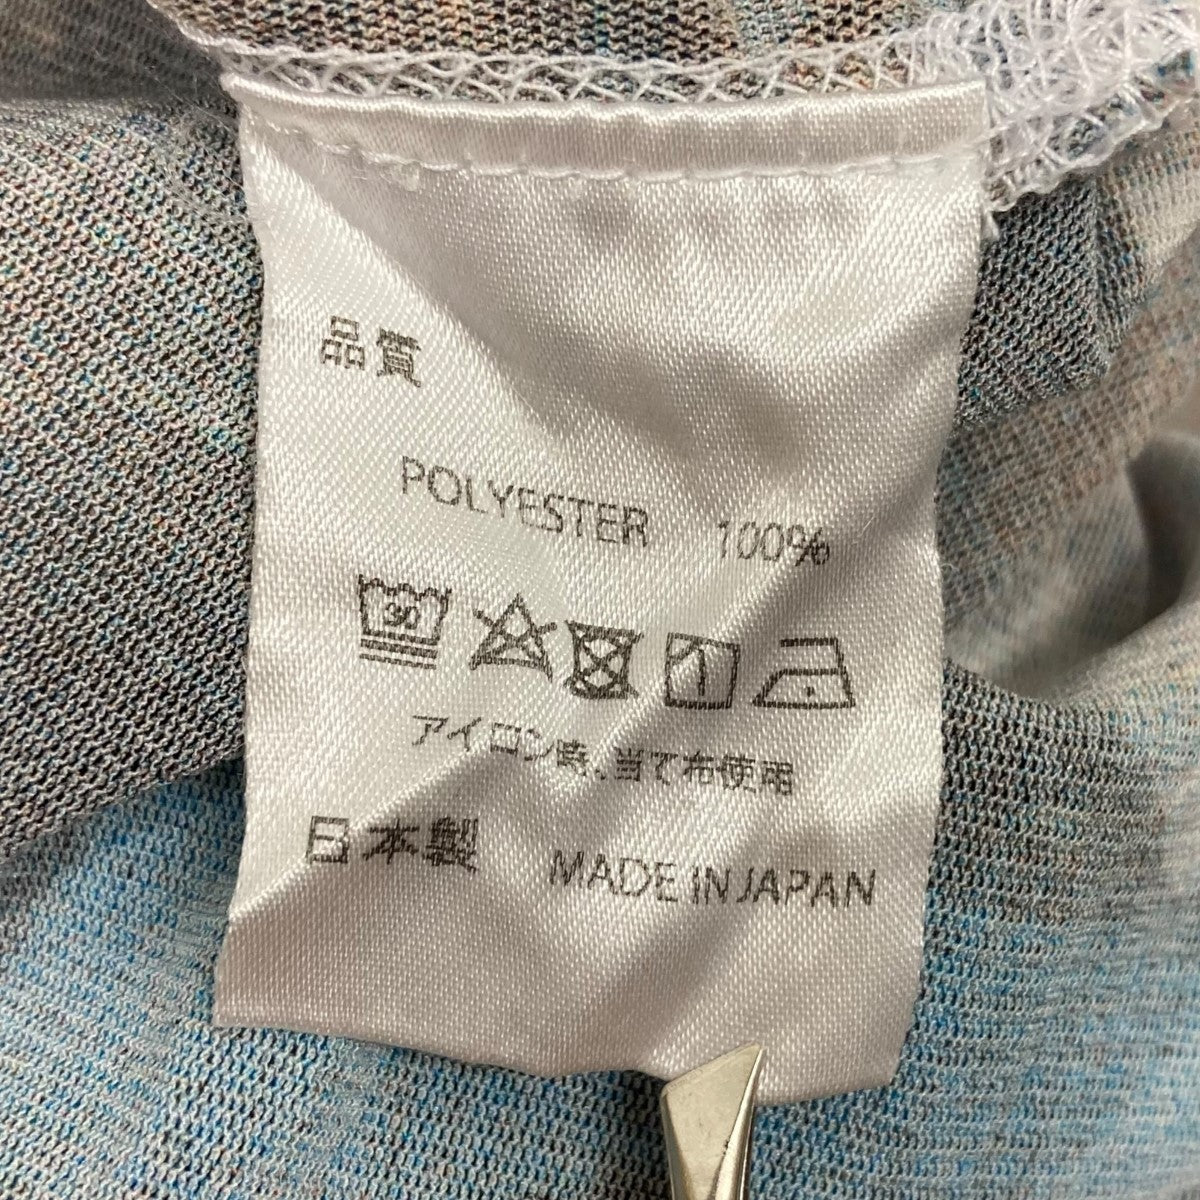 品質
POLYESTER 100%
30
アイロン時、当て布使用
日本製 MADE IN JAPAN